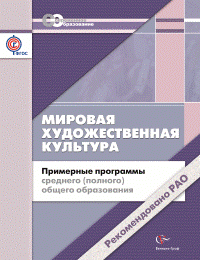 образование
ФГОС
МИРОВАЯ
ХУДОЖЕСТВЕННАЯ
КУЛЬТУРА
Примерные программы
среднего (полного)
общего образования
Рекомендовано РАО